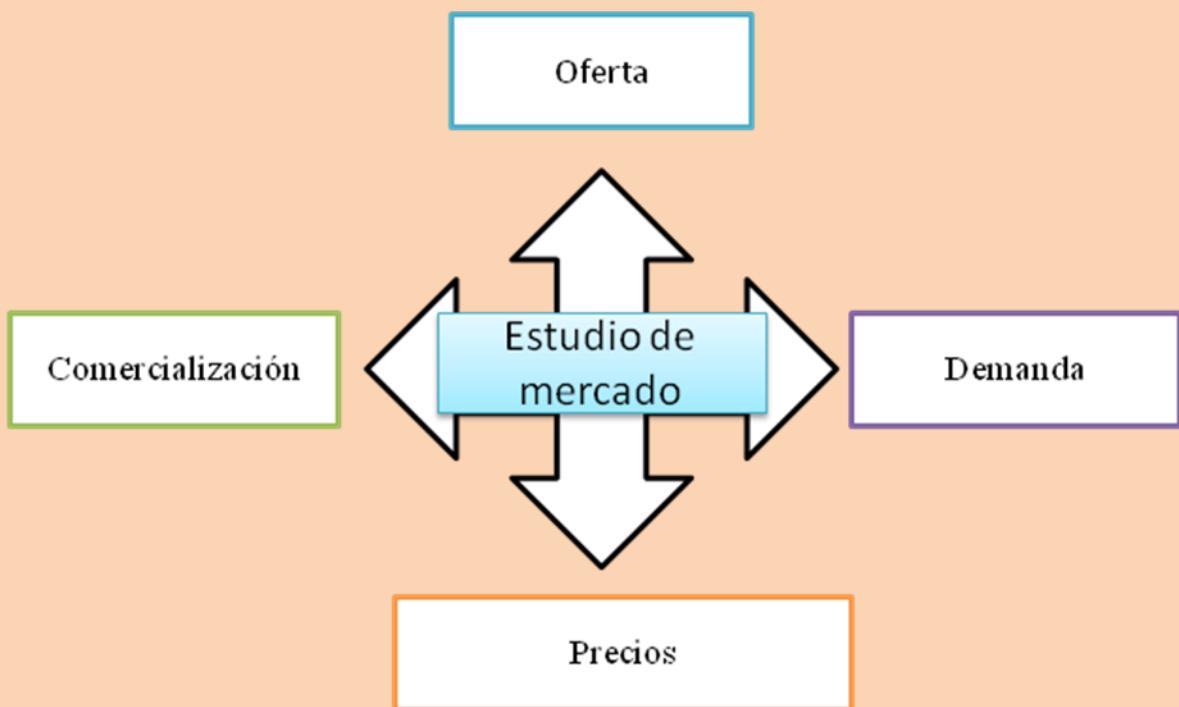 Oferta
Comercialización
Estudio de
mercado
Demanda
Precios